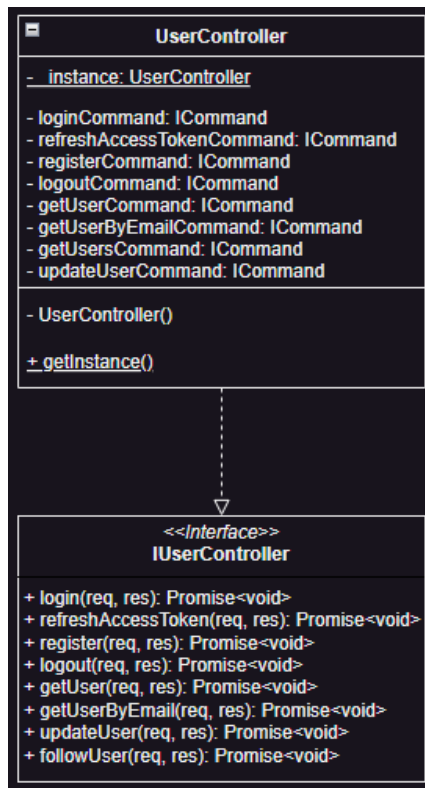 UserController
- instance: UserController
- loginCommand: ICommand
- refreshAccessTokenCommand: ICommand
- registerCommand: ICommand
- logoutCommand: ICommand
- getUserCommand: ICommand
- getUserByEmailCommand: ICommand
- getUsersCommand: ICommand
- updateUserCommand: ICommand
- UserController()
+ getInstance()
<<Interface>>
IUserController
+ login(req, res): Promise<void>
+ refreshAccessToken(req, res): Promise<void>
+ register(req, res): Promise<void>
+ logout(req, res): Promise<void>
+ getUser(req, res): Promise<void>
+ getUserByEmail(req, res): Promise<void>
+ updateUser(req, res): Promise<void>
+ followUser(req, res): Promise<void>